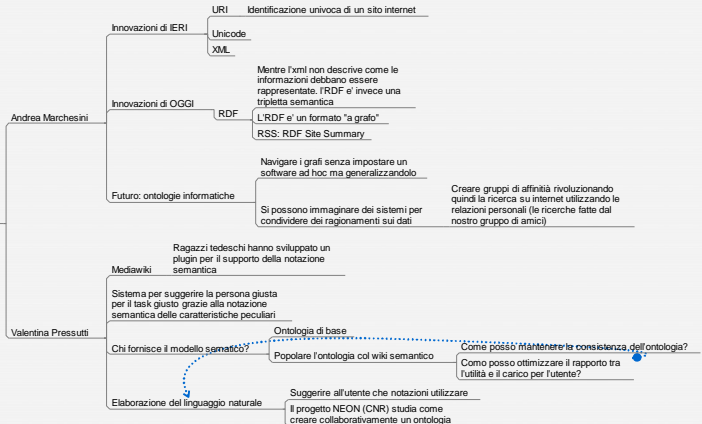 URI
Identificazione univoca di un sito internet
Innovazioni di IERI
Unicode
XML
Mentre l'xml non descrive come le
informazioni debbano essere
rappresentate. l'RDF e' invece una
tripletta semantica
Innovazioni di OGGI
RDF
L'RDF e' un formato "a grafo"
RSS: RDF Site Summary
Andrea Marchesini
Navigare i grafi senza impostare un
software ad hoc ma generalizzandolo
Futuro: ontologie informatiche
Si possono immaginare dei sistemi per
condividere dei ragionamenti sui dati
Creare gruppi di affinitià rivoluzionando
quindi la ricerca su internet utilizzando le
relazioni personali (le ricerche fatte dal
nostro gruppo di amici)
Mediawiki
Ragazzi tedeschi hanno sviluppato un
plugin per il supporto della notazione
semantica
Sistema per suggerire la persona giusta
per il task giusto grazie alla notazione
semantica delle caratteristiche peculiari
Valentina Pressutti
Chi fornisce il modello sematico?
Ontologia di base
Popolare l'ontologia col wiki semantico
Come posso mantenere la consistenza dell'ontologia?
Come posso ottimizzare il rapporto tra
l'utilità e il carico per l'utente?
Elaborazione del linguaggio naturale
Suggerire all'utente che notazioni utilizzare
Il progetto NEON (CNR) studia come
creare collaborativamente un ontologia